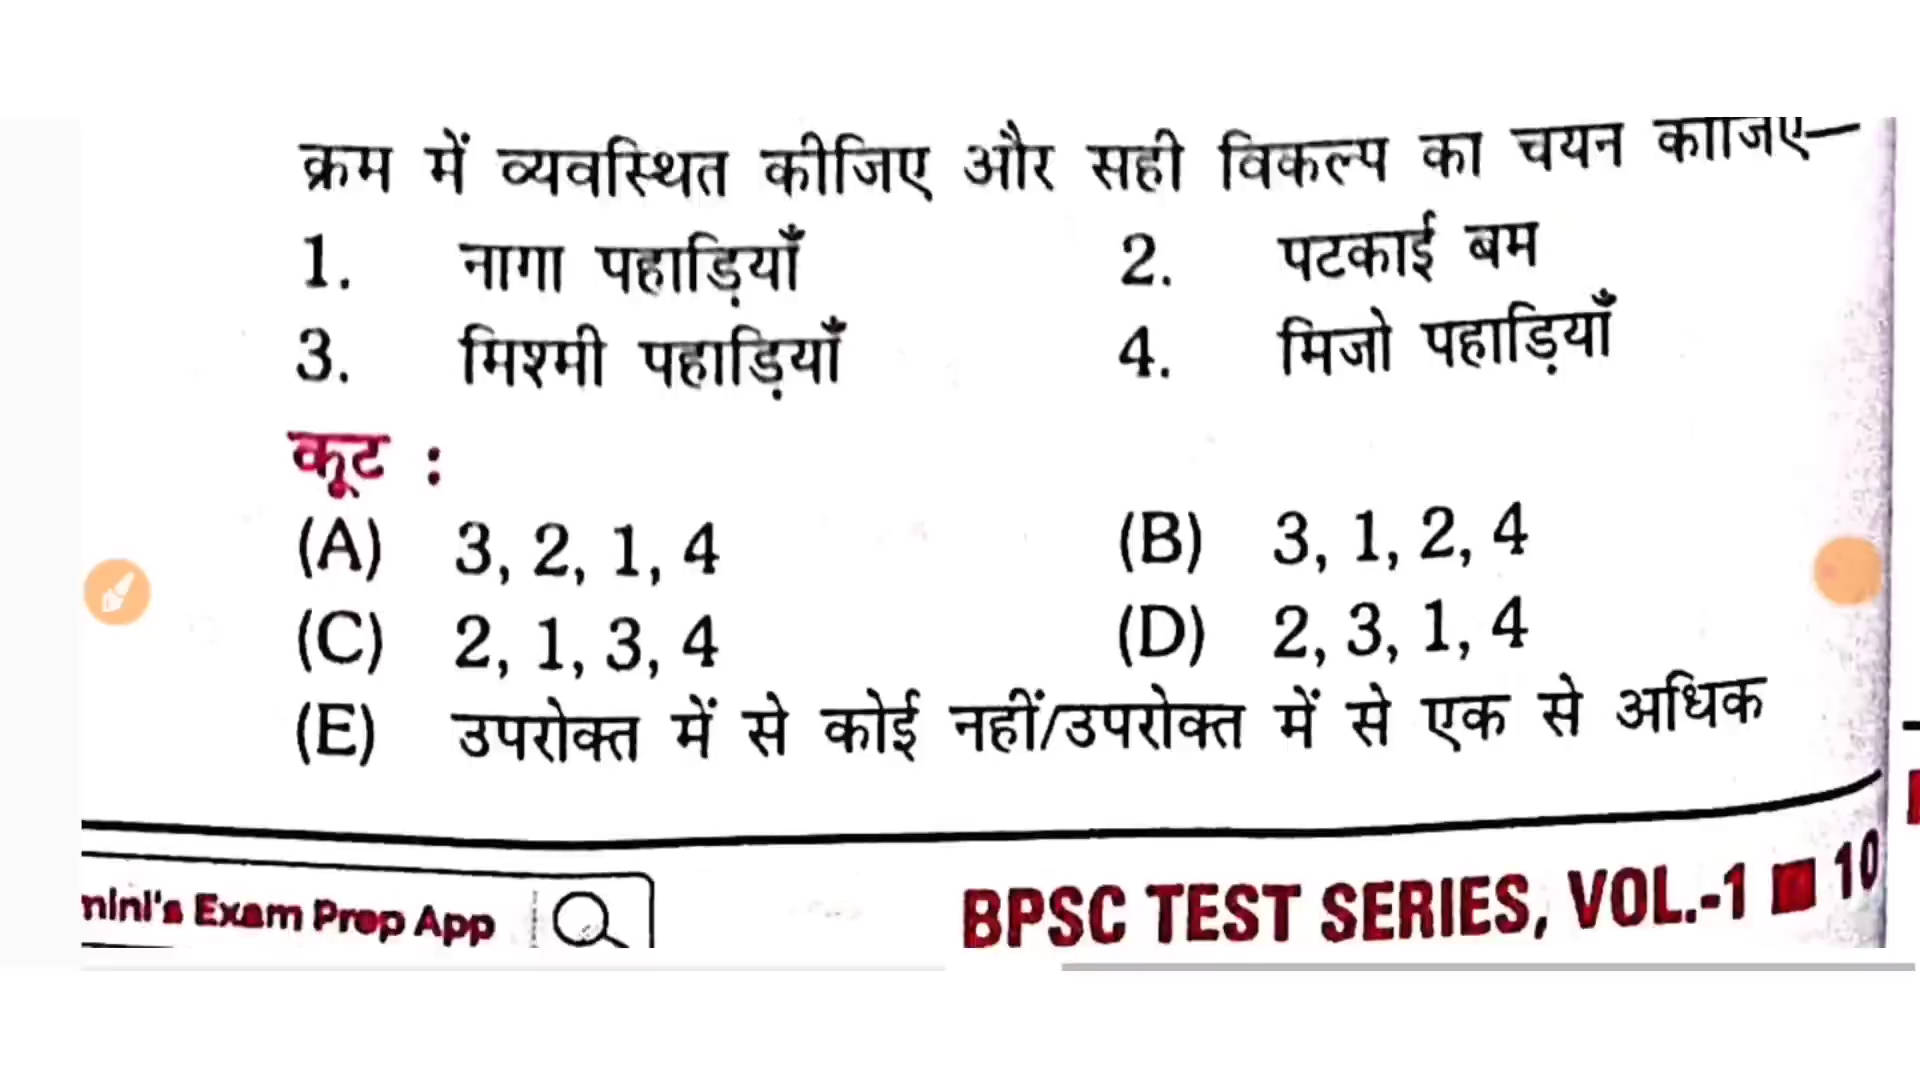 क्रम में व्यवस्थित कीजिए और सही विकल्प का चयन कीजिए—
1. नागा पहाड़ियाँ 2. पटकाई बम
3. मिश्मी पहाड़ियाँ 4. मिजो पहाड़ियाँ
कूट :
(A) 3, 2, 1, 4 (B) 3, 1, 2, 4
(C) 2, 1, 3, 4 (D) 2, 3, 1, 4
(E) उपरोक्त में से कोई नहीं/उपरोक्त में से एक से अधिक
Exam Prep App BPSC TEST SERIES, VOL.-1 ■ 10